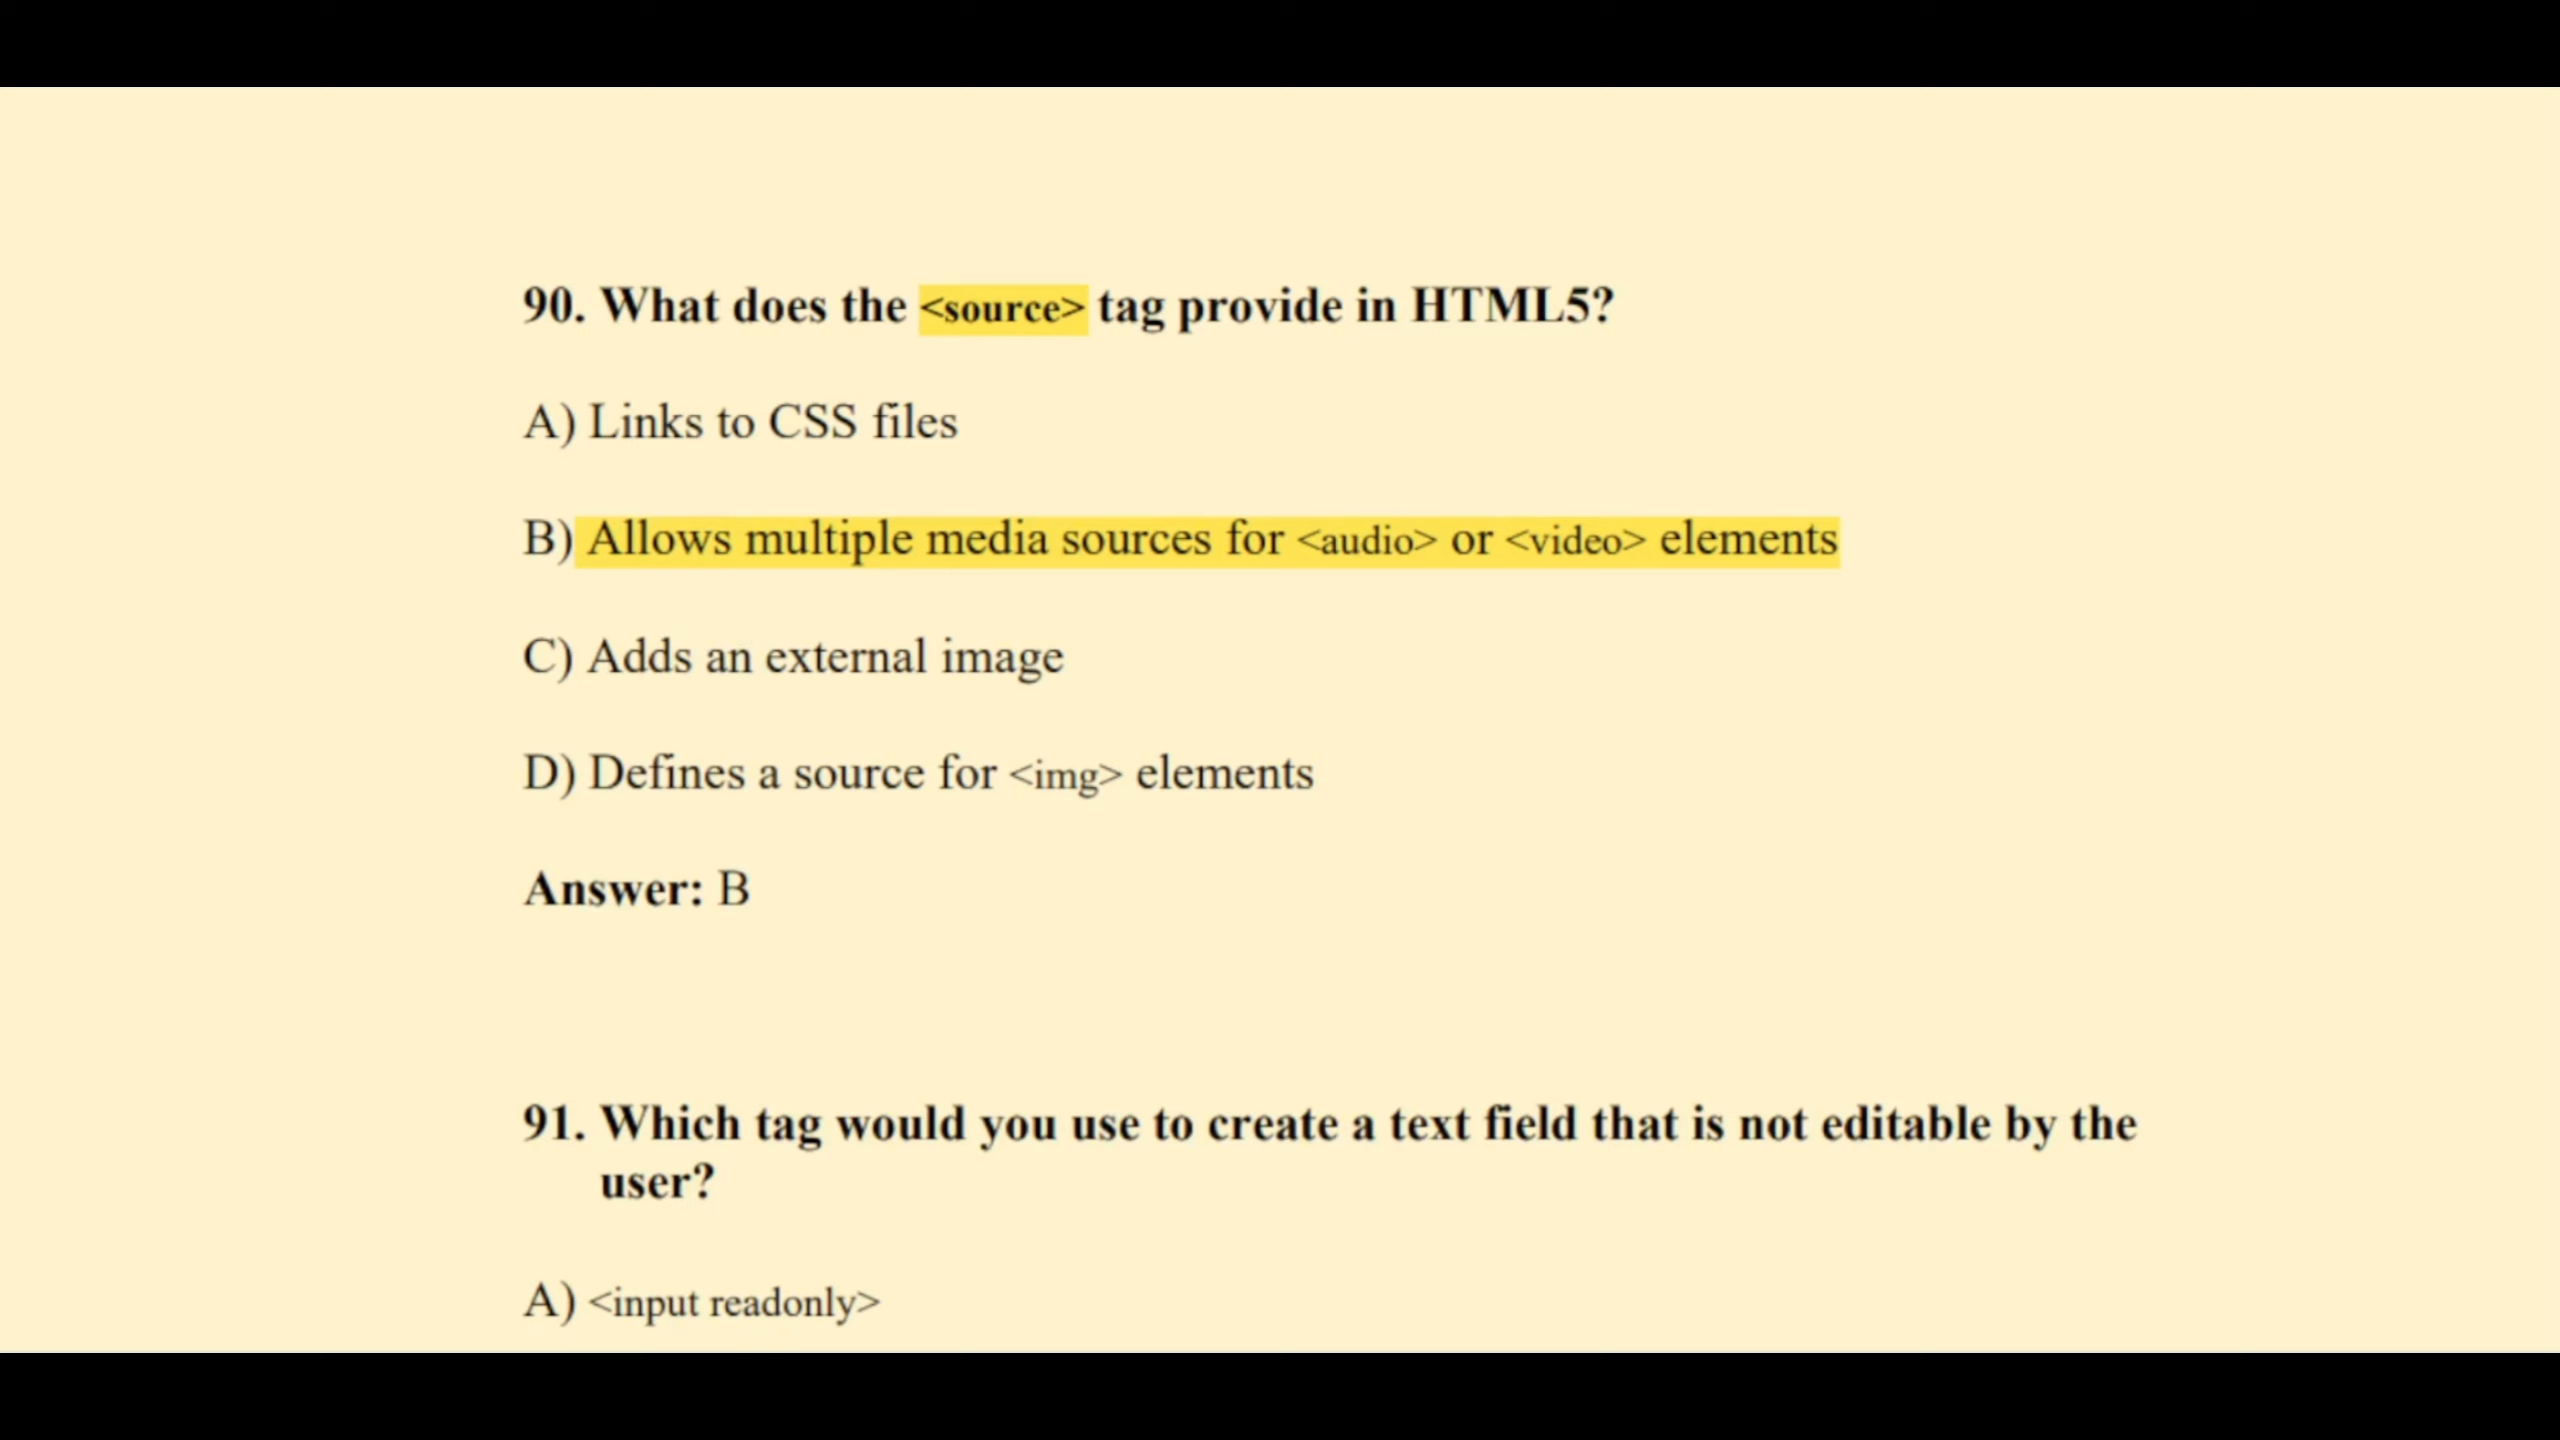 90. What does the <source> tag provide in HTML5?
A) Links to CSS files
B) Allows multiple media sources for <audio> or <video> elements
C) Adds an external image
D) Defines a source for <img> elements
Answer: B
91. Which tag would you use to create a text field that is not editable by the
user?
A) <input readonly>